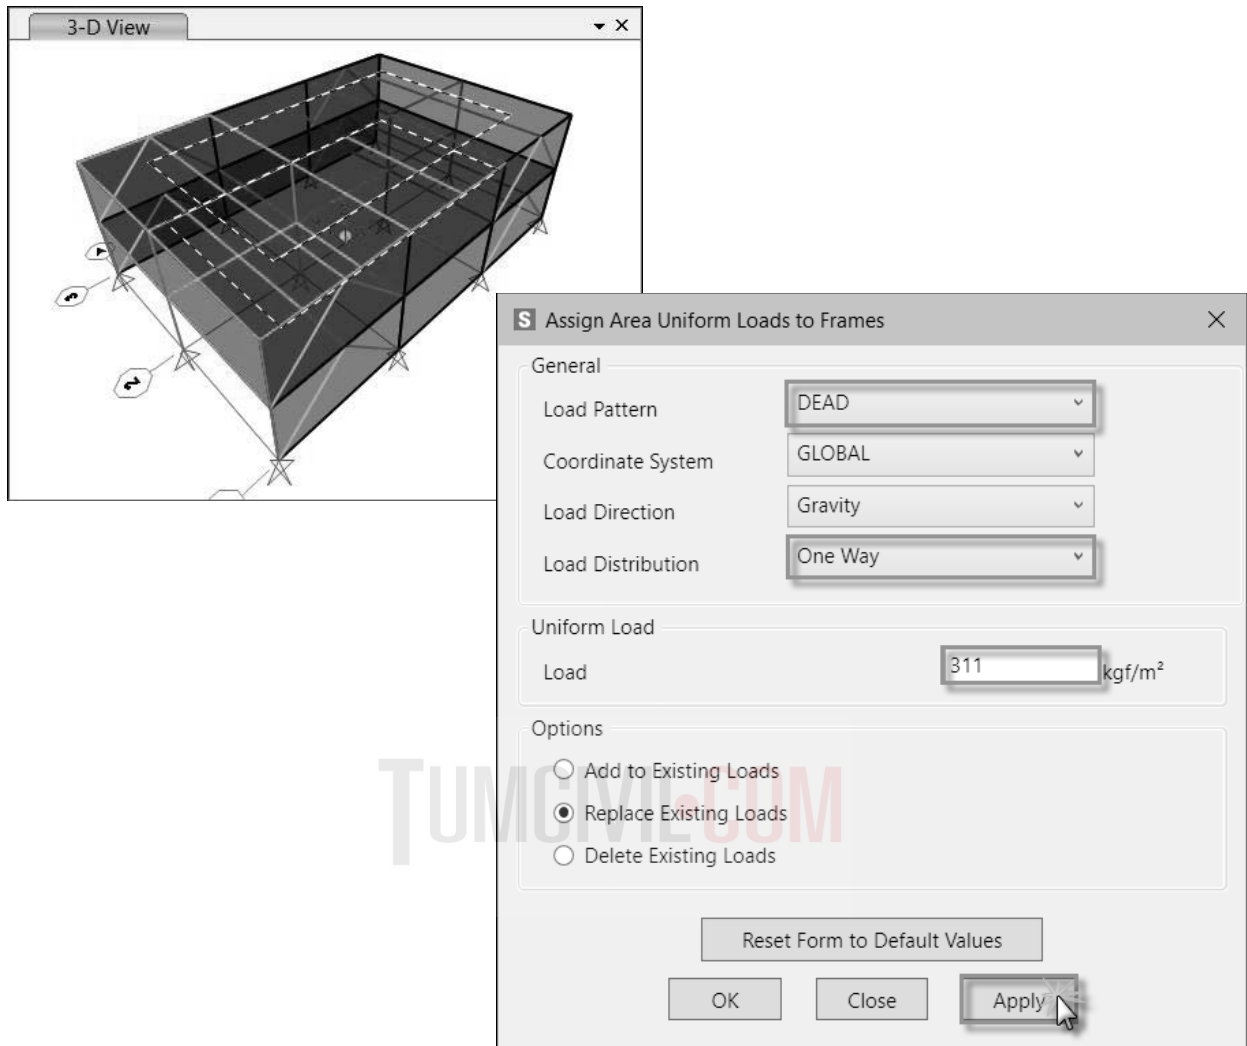 3-D View
3
2
S Assign Area Uniform Loads to Frames
General
Load Pattern DEAD
Coordinate System GLOBAL
Load Direction Gravity
Load Distribution One Way
Uniform Load
Load 311 kgf/m²
Options
Add to Existing Loads
Replace Existing Loads
Delete Existing Loads
TUMCIVIL.COM
Reset Form to Default Values
OK Close Apply